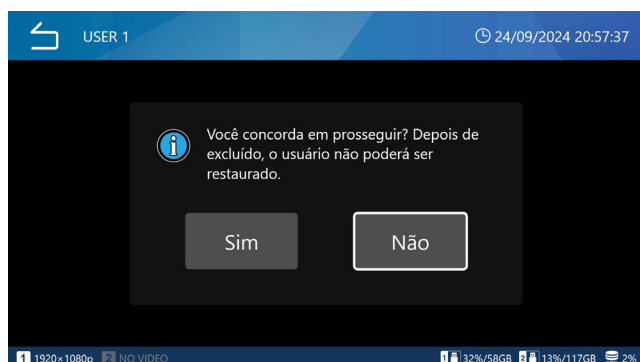 USER 1
24/09/2024 20:57:37
Você concorda em prosseguir? Depois de
excluído, o usuário não poderá ser
restaurado.
Sim
Não
1 1920×1080p 2 NO VIDEO
1 32%/58GB 2 13%/117GB 2%